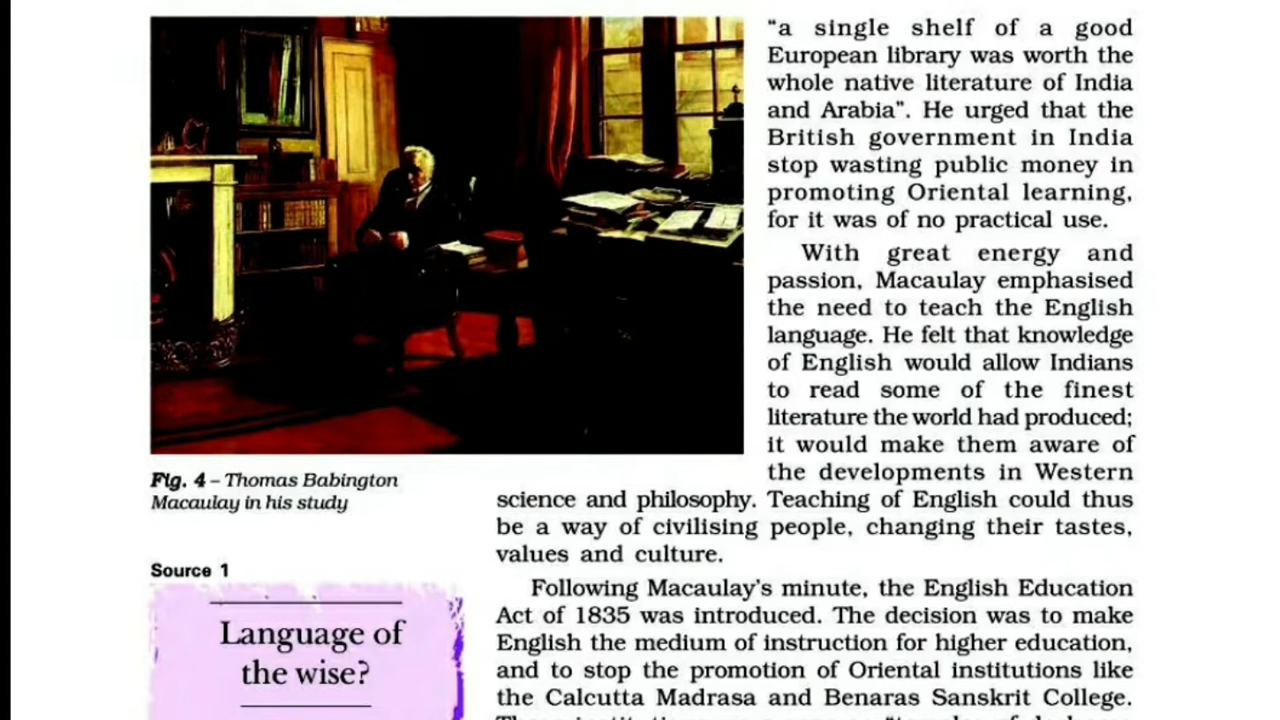 "a single shelf of a good
European library was worth the
whole native literature of India
and Arabia". He urged that the
British government in India
stop wasting public money in
promoting Oriental learning,
for it was of no practical use.
With great energy and
passion, Macaulay emphasised
the need to teach the English
language. He felt that knowledge
of English would allow Indians
to read some of the finest
literature the world had produced;
it would make them aware of
the developments in Western
science and philosophy. Teaching of English could thus
be a way of civilising people, changing their tastes,
values and culture.
Following Macaulay's minute, the English Education
Act of 1835 was introduced. The decision was to make
English the medium of instruction for higher education,
and to stop the promotion of Oriental institutions like
the Calcutta Madrasa and Benaras Sanskrit College.
Fig. 4 – Thomas Babington
Macaulay in his study
Source 1
Language of
the wise?